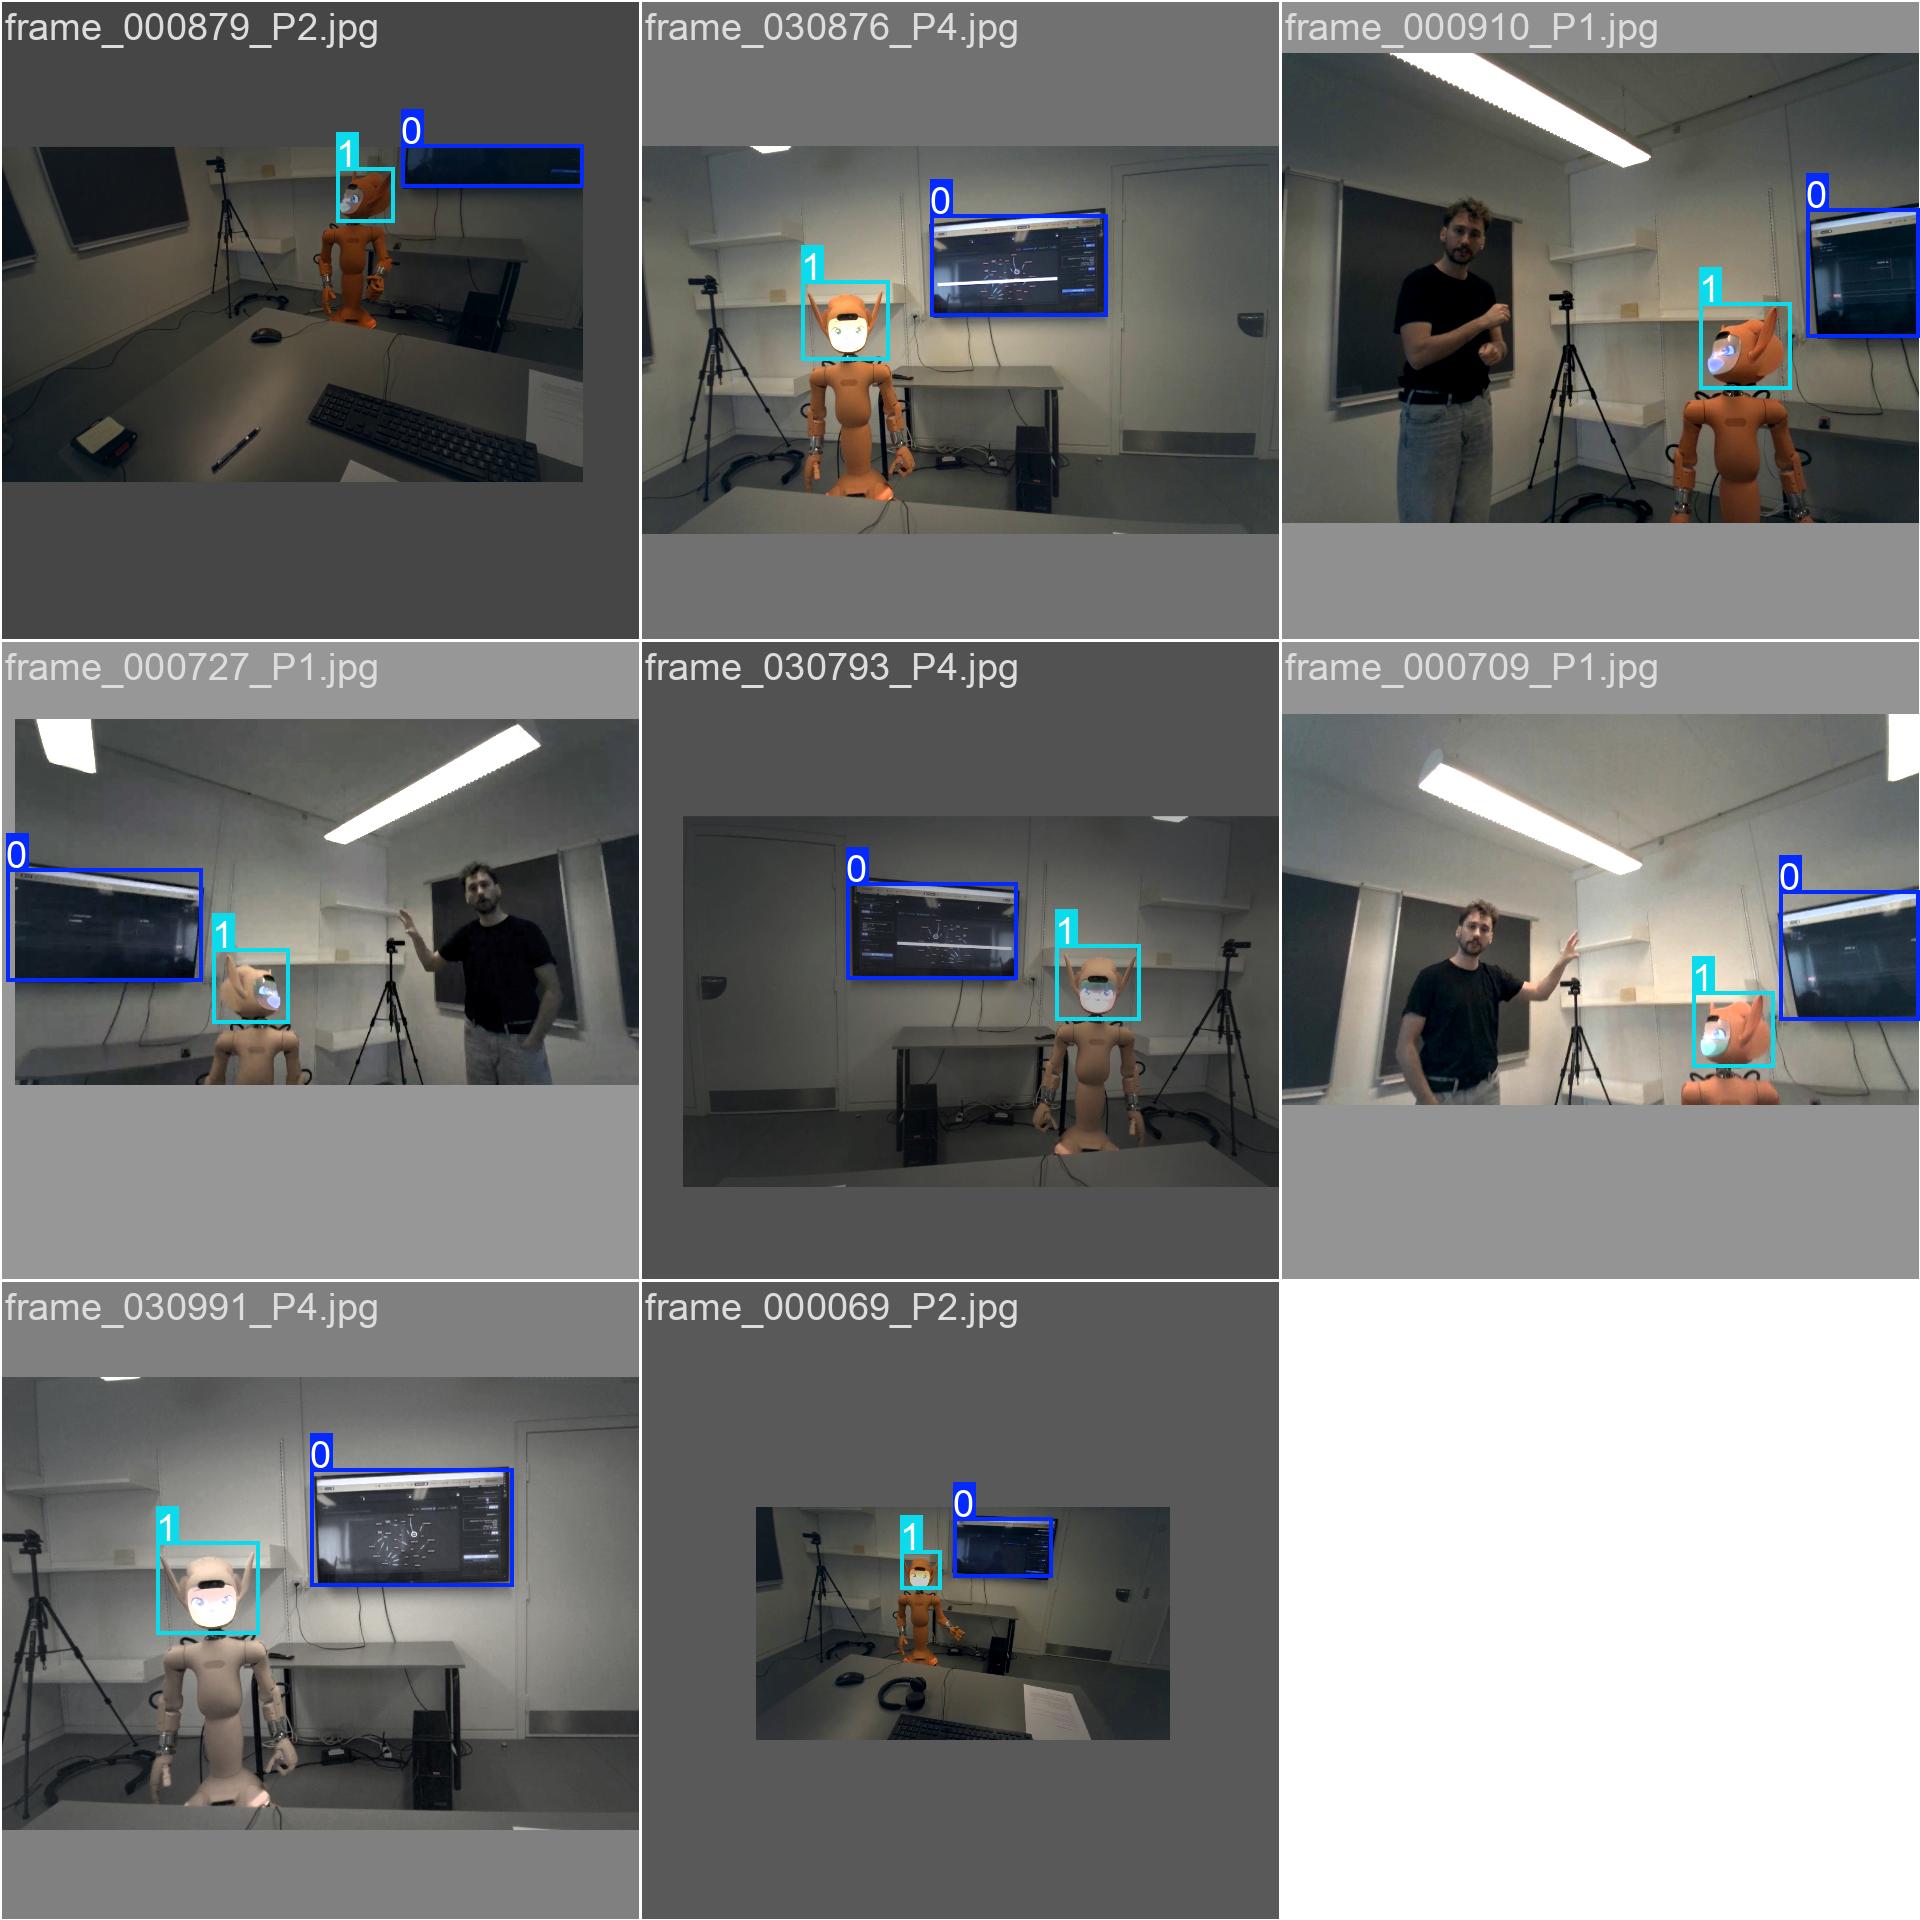 frame_000879_P2.jpg
0
1
frame_030876_P4.jpg
0
1
frame_000910_P1.jpg
0
1
frame_000727_P1.jpg
0
1
frame_030793_P4.jpg
0
1
frame_000709_P1.jpg
0
1
frame_030991_P4.jpg
0
1
frame_000069_P2.jpg
0
1